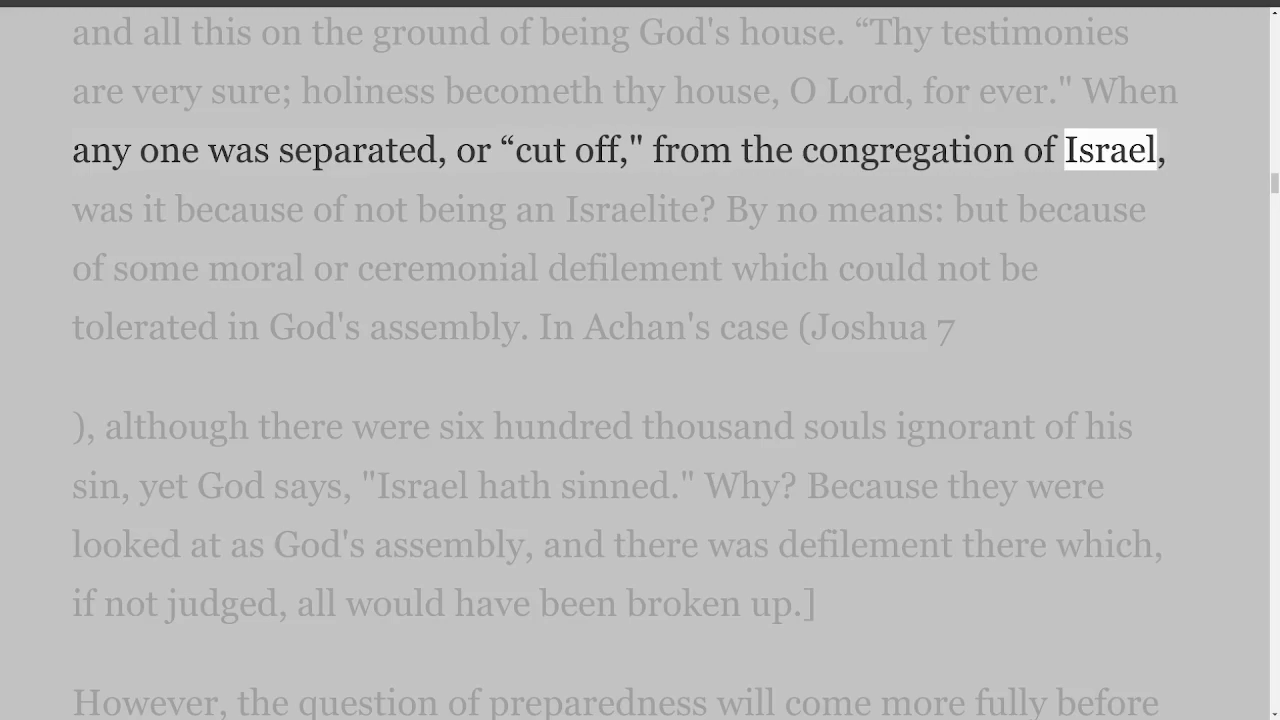 and all this on the ground of being God's house. “Thy testimonies
are very sure; holiness becometh thy house, O Lord, for ever." When
any one was separated, or “cut off," from the congregation of Israel,
was it because of not being an Israelite? By no means: but because
of some moral or ceremonial defilement which could not be
tolerated in God's assembly. In Achan's case (Joshua 7
), although there were six hundred thousand souls ignorant of his
sin, yet God says, "Israel hath sinned." Why? Because they were
looked at as God's assembly, and there was defilement there which,
if not judged, all would have been broken up.]
However, the question of preparedness will come more fully before